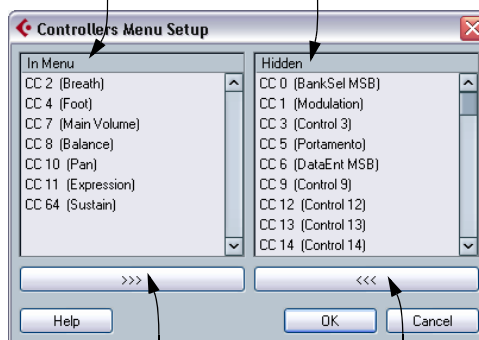 Controllers Menu Setup
In Menu
CC 2 (Breath)
CC 4 (Foot)
CC 7 (Main Volume)
CC 8 (Balance)
CC 10 (Pan)
CC 11 (Expression)
CC 64 (Sustain)
>>>
Hidden
CC 0 (BankSel MSB)
CC 1 (Modulation)
CC 3 (Control 3)
CC 5 (Portamento)
CC 6 (DataEnt MSB)
CC 9 (Control 9)
CC 12 (Control 12)
CC 13 (Control 13)
CC 14 (Control 14)
<<<
Help
OK
Cancel